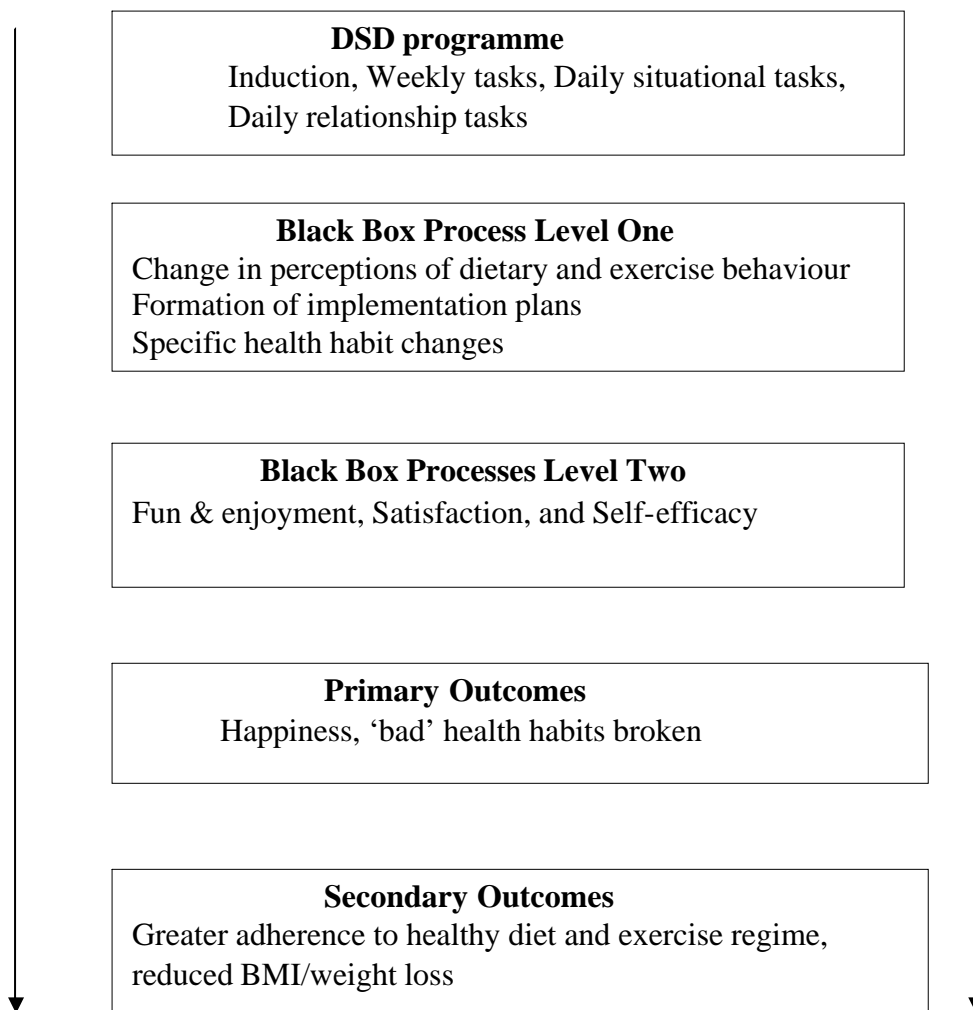 DSD programme
Induction, Weekly tasks, Daily situational tasks,
Daily relationship tasks
Black Box Process Level One
Change in perceptions of dietary and exercise behaviour
Formation of implementation plans
Specific health habit changes
Black Box Processes Level Two
Fun & enjoyment, Satisfaction, and Self-efficacy
Primary Outcomes
Happiness, ‘bad’ health habits broken
Secondary Outcomes
Greater adherence to healthy diet and exercise regime,
reduced BMI/weight loss